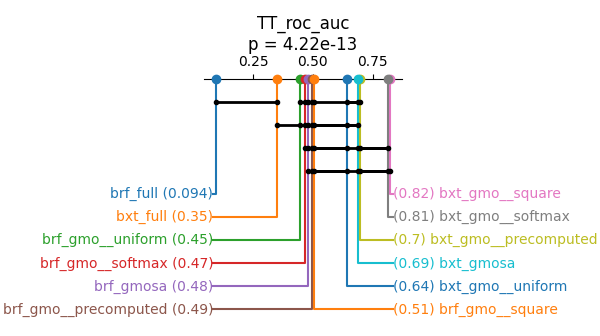 TT_roc_auc
p = 4.22e-13
0.25 0.50 0.75
brf_full (0.094)
bxt_full (0.35)
brf_gmo__uniform (0.45)
brf_gmo__softmax (0.47)
brf_gmosa (0.48)
brf_gmo__precomputed (0.49)
(0.82) bxt_gmo__square
(0.81) bxt_gmo__softmax
(0.7) bxt_gmo__precomputed
(0.69) bxt_gmosa
(0.64) bxt_gmo__uniform
(0.51) brf_gmo__square